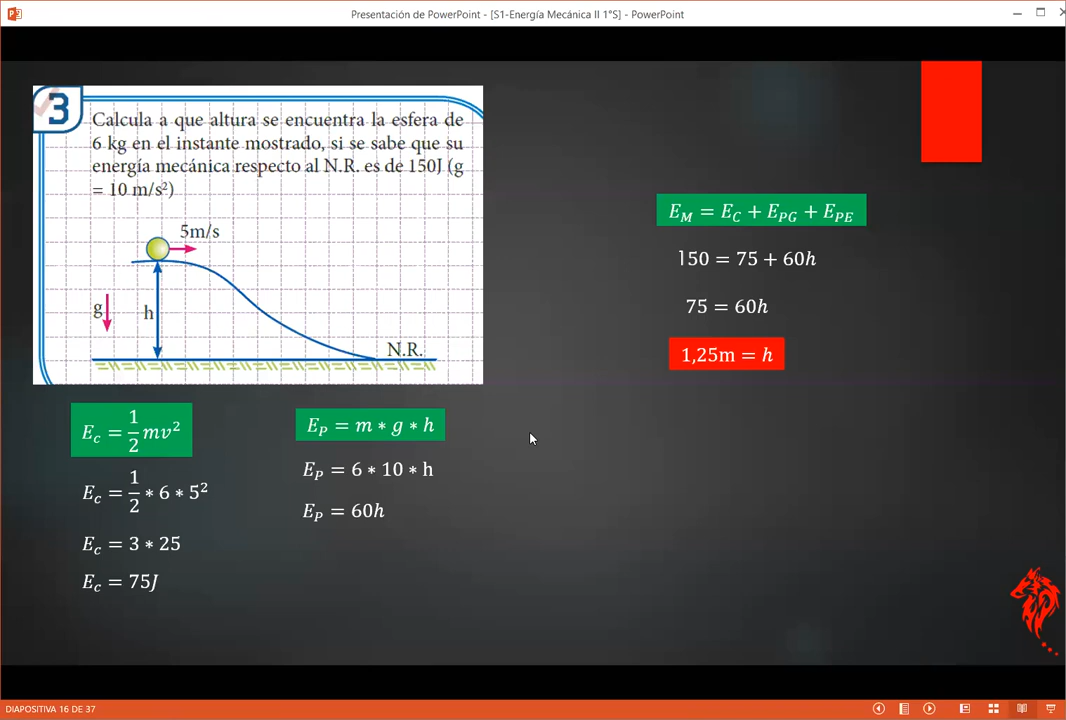 Presentación de PowerPoint - [S1-Energía Mecánica II 1°S] - PowerPoint
3
Calcula a que altura se encuentra la esfera de
6 kg en el instante mostrado, si se sabe que su
energía mecánica respecto al N.R. es de 150J (g
= 10 m/s²)
5m/s
g
h
N.R.
E_M = E_C + E_PG + E_PE
150 = 75 + 60h
75 = 60h
1,25m = h
E_c = 1/2 mv²
E_c = 1/2 * 6 * 5²
E_c = 3 * 25
E_c = 75J
E_P = m * g * h
E_P = 6 * 10 * h
E_P = 60h
DIAPOSITIVA 16 DE 37